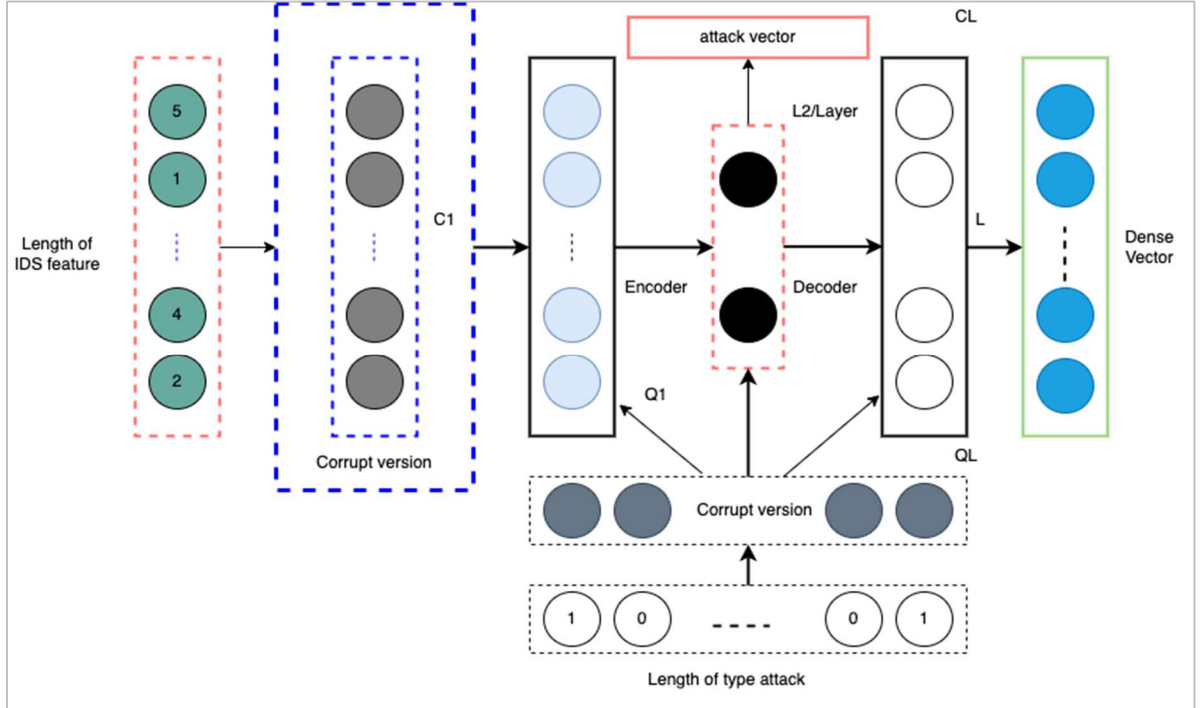 CL
attack vector
L2/Layer
5
1
4
2
Length of
IDS feature
C1
Corrupt version
Encoder
Decoder
L
Dense
Vector
Q1
QL
Corrupt version
1
0
0
1
Length of type attack